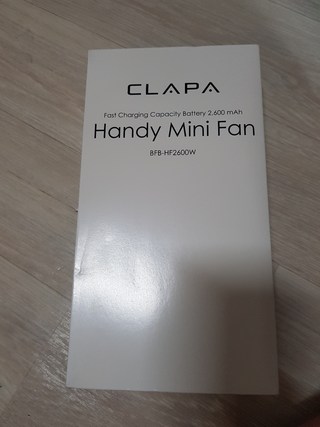 CLAPA
Fast Charging Capacity Battery 2,600 mAh
Handy Mini Fan
BFB-HF2600W